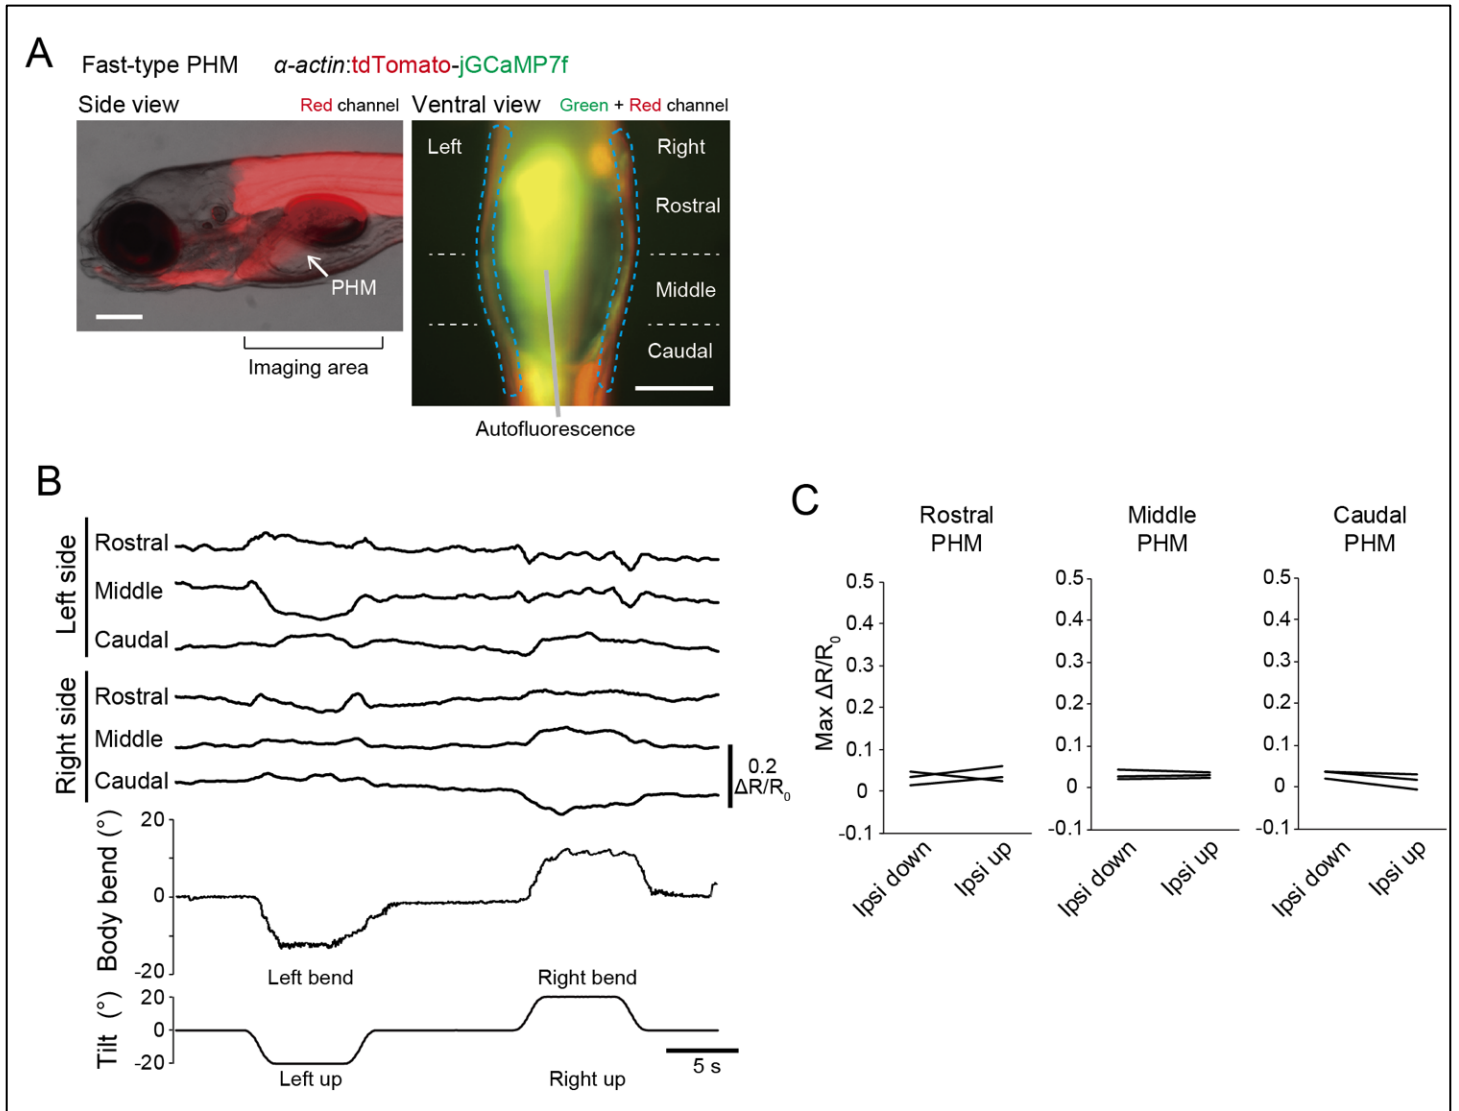 A
Fast-type PHM α-actin:tdTomato-jGCaMP7f
Side view Red channel
Ventral view Green + Red channel
PHM
Imaging area
Left Right
Rostral
Middle
Caudal
Autofluorescence
B
Left side
Rostral
Middle
Caudal
Right side
Rostral
Middle
Caudal
0.2
ΔR/R0
Body bend (°)
20
0
-20
Left bend Right bend
Tilt (°)
20
0
-20
Left up Right up
5 s
C
Rostral
PHM
Middle
PHM
Caudal
PHM
Max ΔR/R0
0.5
0.4
0.3
0.2
0.1
0
-0.1
Ipsi down Ipsi up
0.5
0.4
0.3
0.2
0.1
0
-0.1
Ipsi down Ipsi up
0.5
0.4
0.3
0.2
0.1
0
-0.1
Ipsi down Ipsi up